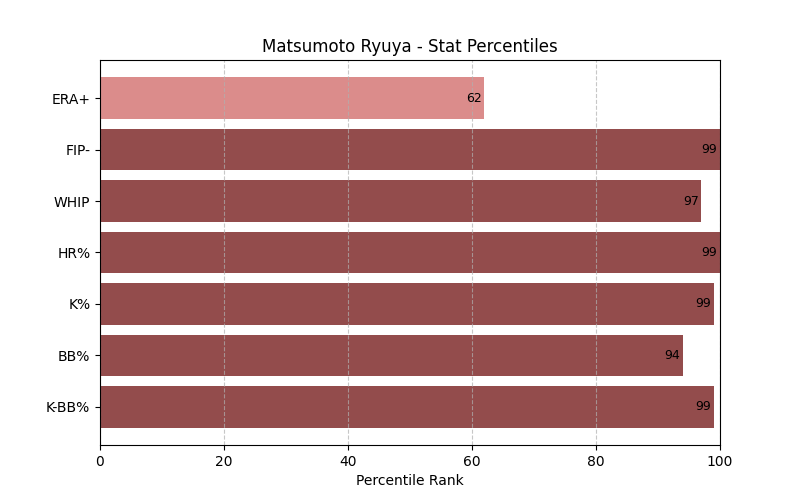 Matsumoto Ryuya - Stat Percentiles
ERA+ 62
FIP- 99
WHIP 97
HR% 99
K% 99
BB% 94
K-BB% 99
0 20 40 60 80 100
Percentile Rank